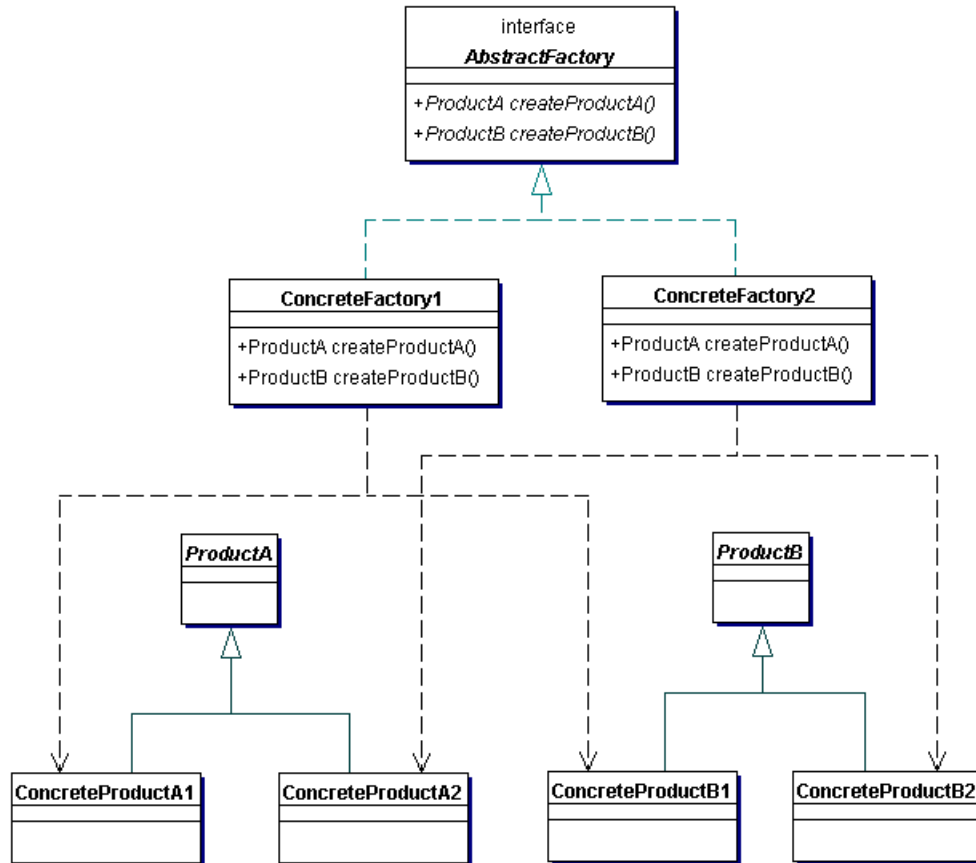 interface
AbstractFactory
+ProductA createProductA()
+ProductB createProductB()
ConcreteFactory1
+ProductA createProductA()
+ProductB createProductB()
ConcreteFactory2
+ProductA createProductA()
+ProductB createProductB()
ProductA
ProductB
ConcreteProductA1
ConcreteProductA2
ConcreteProductB1
ConcreteProductB2